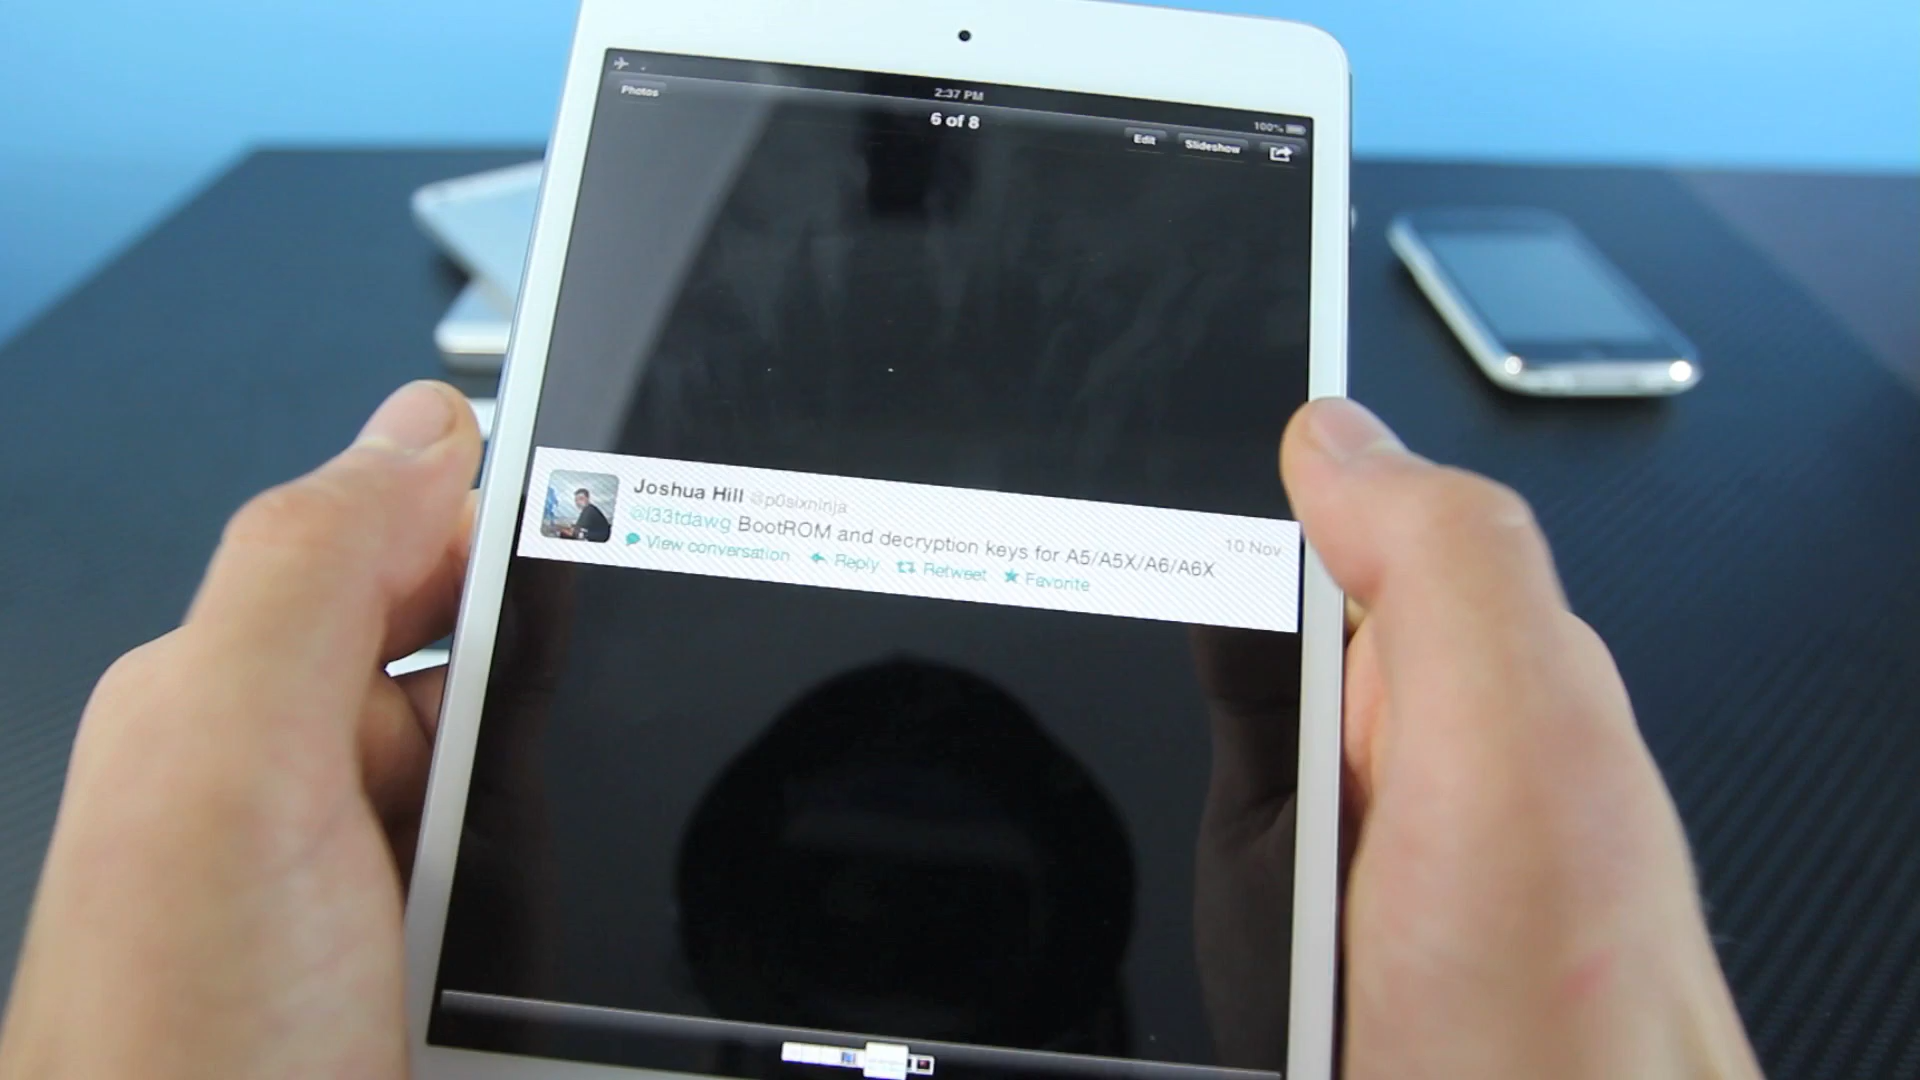 2:37 PM
100%
Photos
6 of 8
Edit
Slideshow
Joshua Hill @p0sixninja
10 Nov
@l33tdawg BootROM and decryption keys for A5/A5X/A6/A6X
View conversation Reply Retweet Favorite